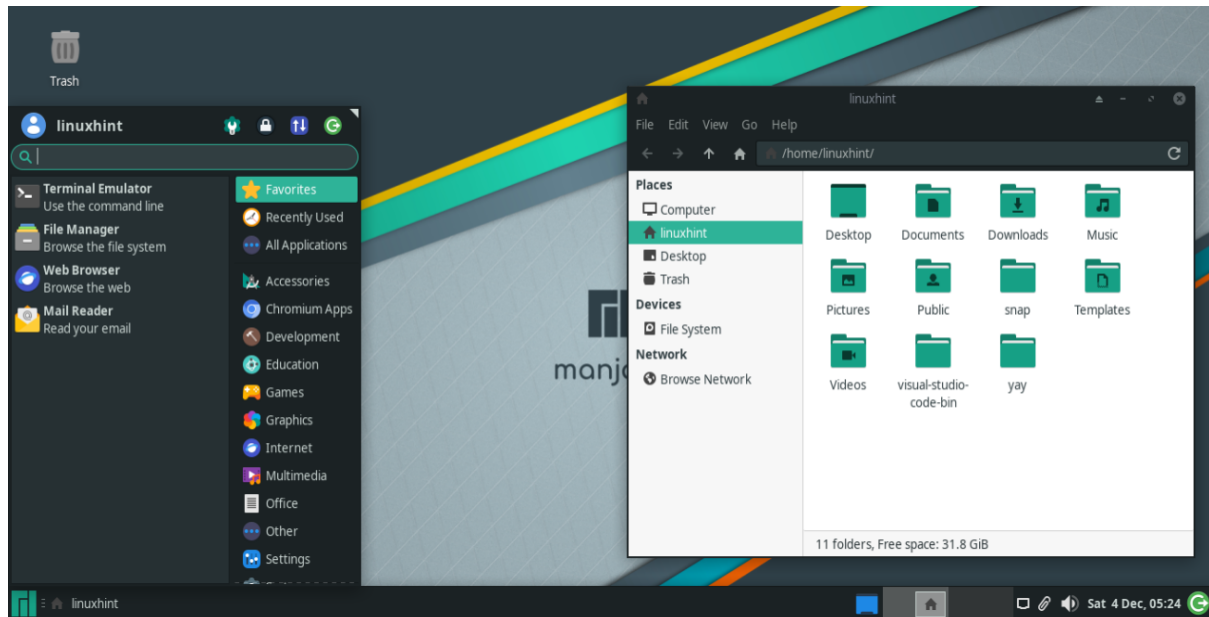 Trash
linuxhint
Terminal Emulator
Use the command line
File Manager
Browse the file system
Web Browser
Browse the web
Mail Reader
Read your email
Favorites
Recently Used
All Applications
Accessories
Chromium Apps
Development
Education
Games
Graphics
Internet
Multimedia
Office
Other
Settings
linuxhint
File Edit View Go Help
/home/linuxhint/
Places
Computer
linuxhint
Desktop
Trash
Devices
File System
Network
Browse Network
Desktop Documents Downloads Music
Pictures Public snap Templates
Videos visual-studio-code-bin yay
11 folders, Free space: 31.8 GiB
linuxhint
Sat 4 Dec, 05:24